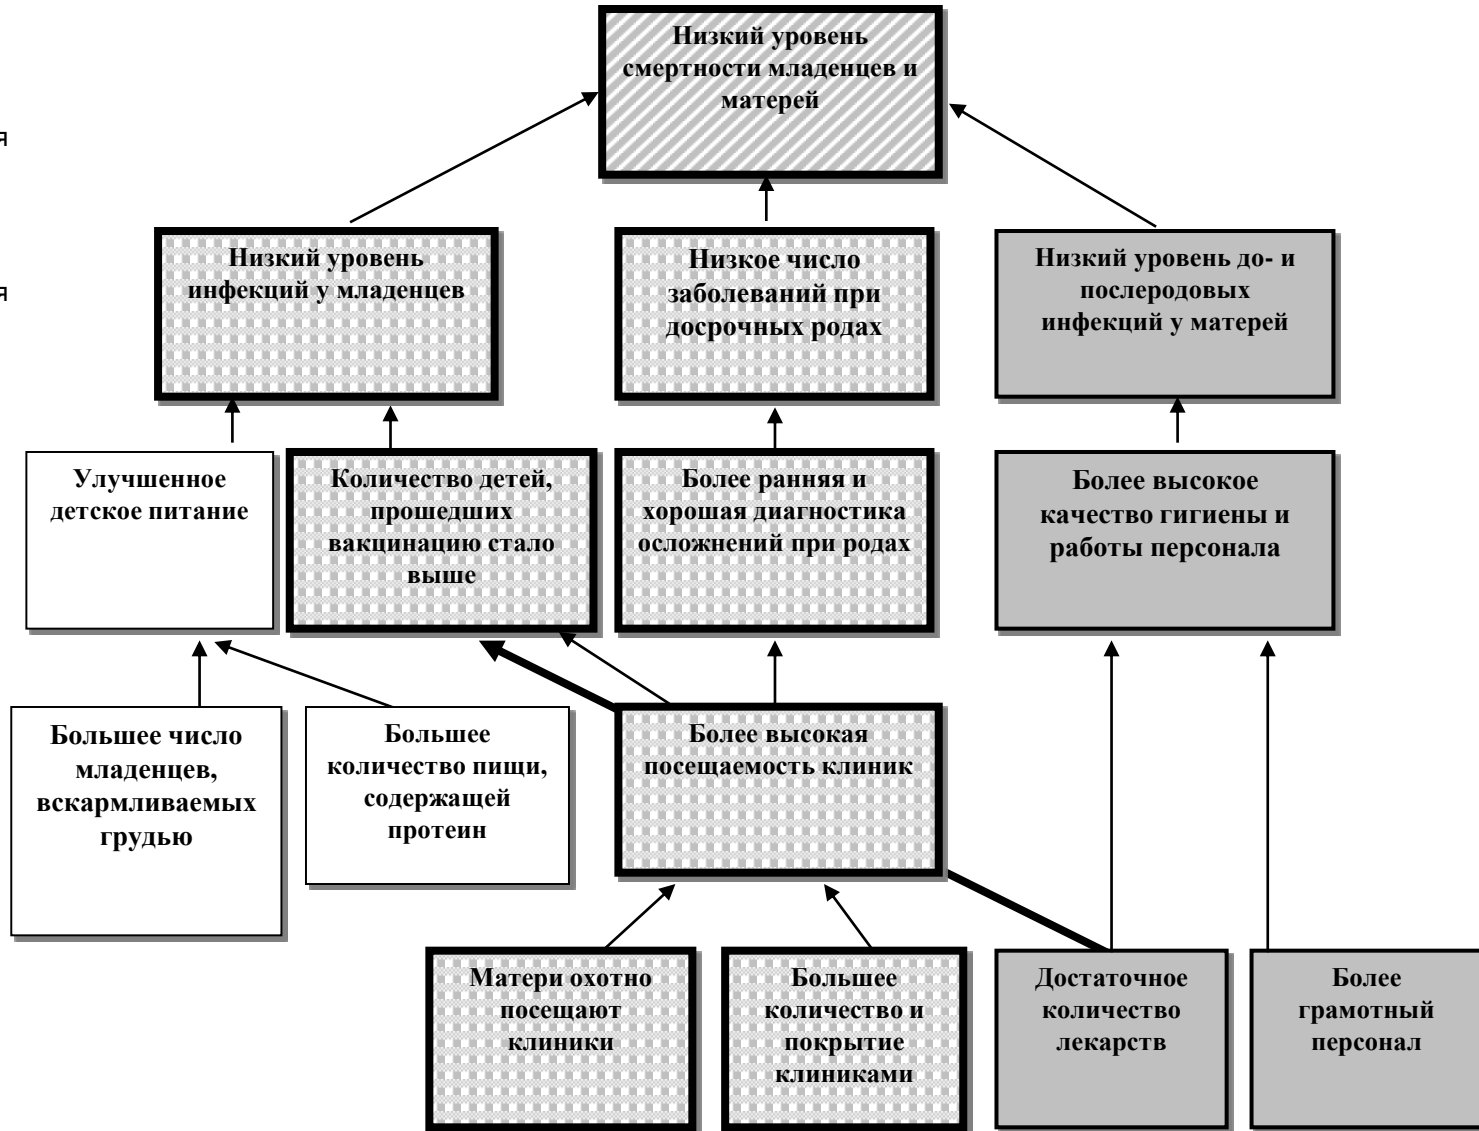 Низкий уровень
смертности младенцев и
матерей
я
Низкий уровень
инфекций у младенцев
Низкое число
заболеваний при
досрочных родах
Низкий уровень до- и
послеродовых
инфекций у матерей
я
Улучшенное
детское питание
Количество детей,
прошедших
вакцинацию стало
выше
Более ранняя и
хорошая диагностика
осложнений при родах
Более высокое
качество гигиены и
работы персонала
Большее число
младенцев,
вскармливаемых
грудью
Большее
количество пищи,
содержащей
протеин
Более высокая
посещаемость клиник
Матери охотно
посещают
клиники
Большее
количество и
покрытие
клиниками
Достаточное
количество
лекарств
Более
грамотный
персонал